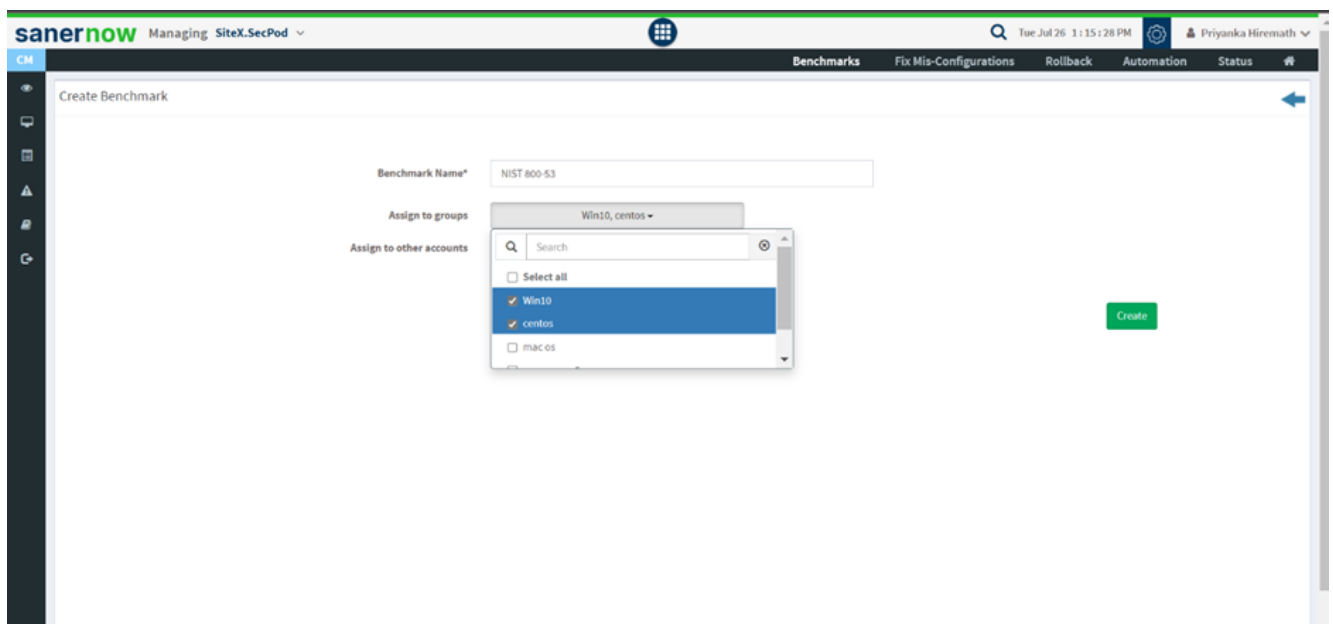 sanernow Managing SiteX.SecPod Tue Jul 26 1:15:28 PM Priyanka Hiremath
CM Benchmarks Fix Mis-Configurations Rollback Automation Status
Create Benchmark
Benchmark Name* NIST 800-53
Assign to groups Win10, centos
Assign to other accounts Search
Select all
Win10
centos
Create
mac os